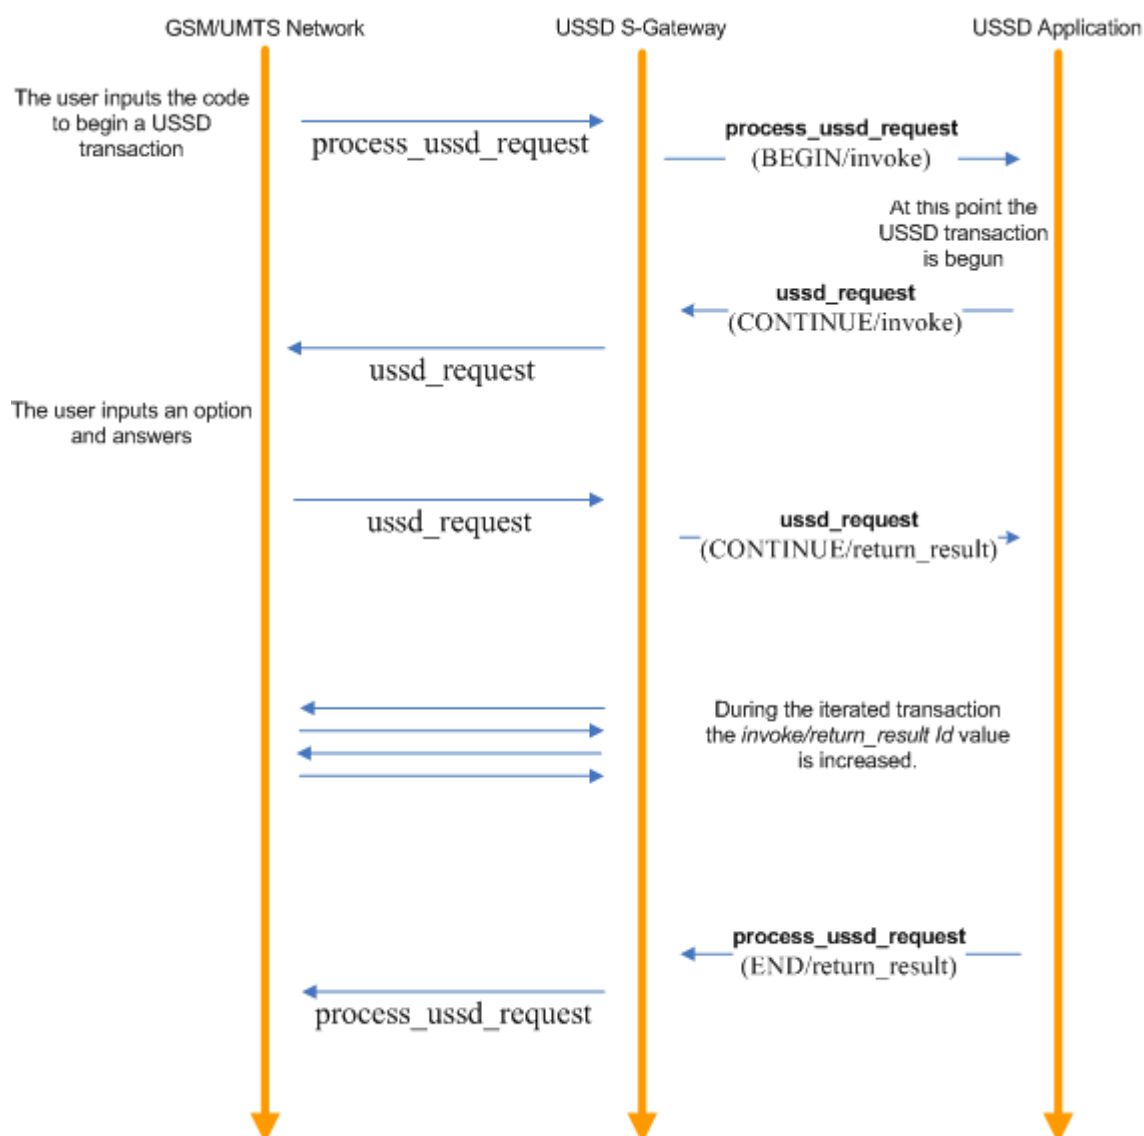 GSM/UMTS Network
USSD S-Gateway
USSD Application
The user inputs the code
to begin a USSD
transaction
process_ussd_request
process_ussd_request
(BEGIN/invoke)
At this point the
USSD transaction
is begun
ussd_request
(CONTINUE/invoke)
ussd_request
The user inputs an option
and answers
ussd_request
ussd_request
(CONTINUE/return_result)
During the iterated transaction
the invoke/return_result Id value
is increased.
process_ussd_request
(END/return_result)
process_ussd_request